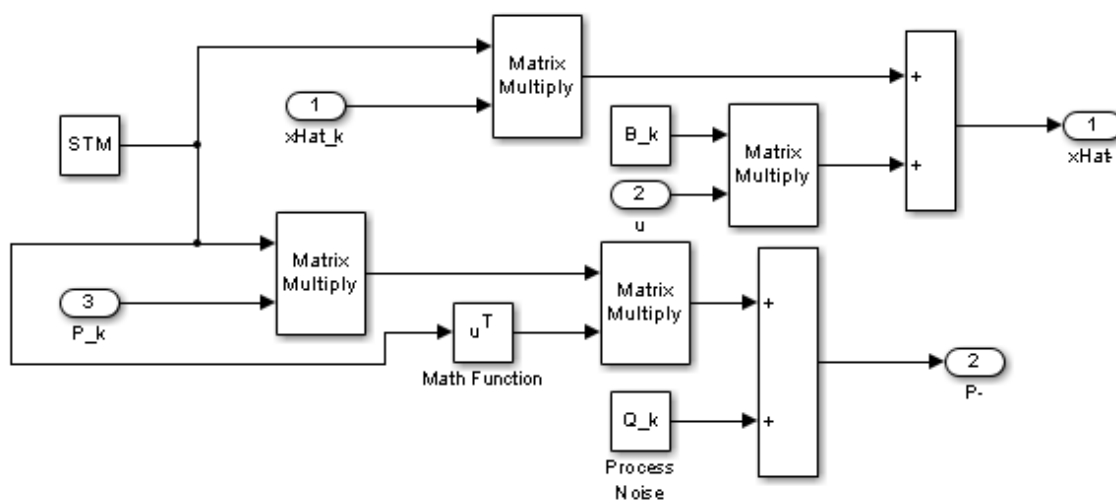 Matrix
Multiply
+
1
xHat_k
STM
B_k
Matrix
Multiply
+
1
xHat-
2
u
Matrix
Multiply
Matrix
Multiply
3
P_k
+
u^T
Math Function
2
P-
Q_k
+
Process
Noise